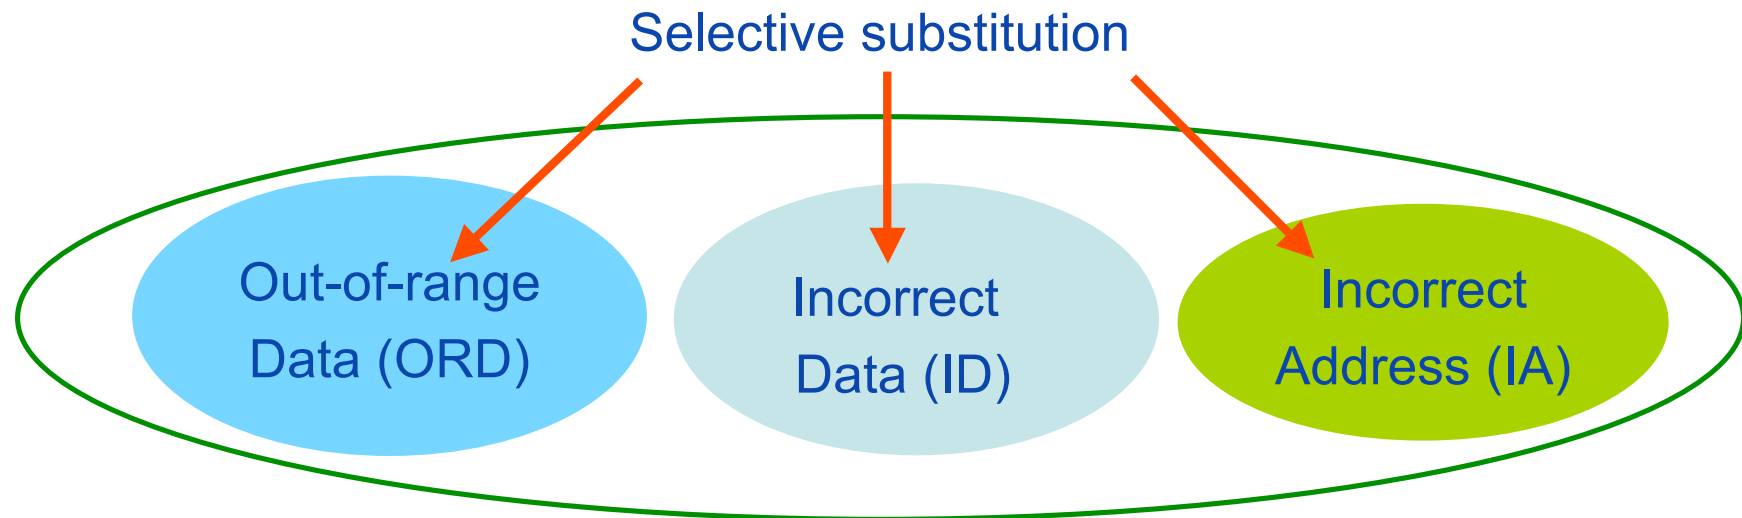 Selective substitution
Out-of-range
Data (ORD)
Incorrect
Data (ID)
Incorrect
Address (IA)